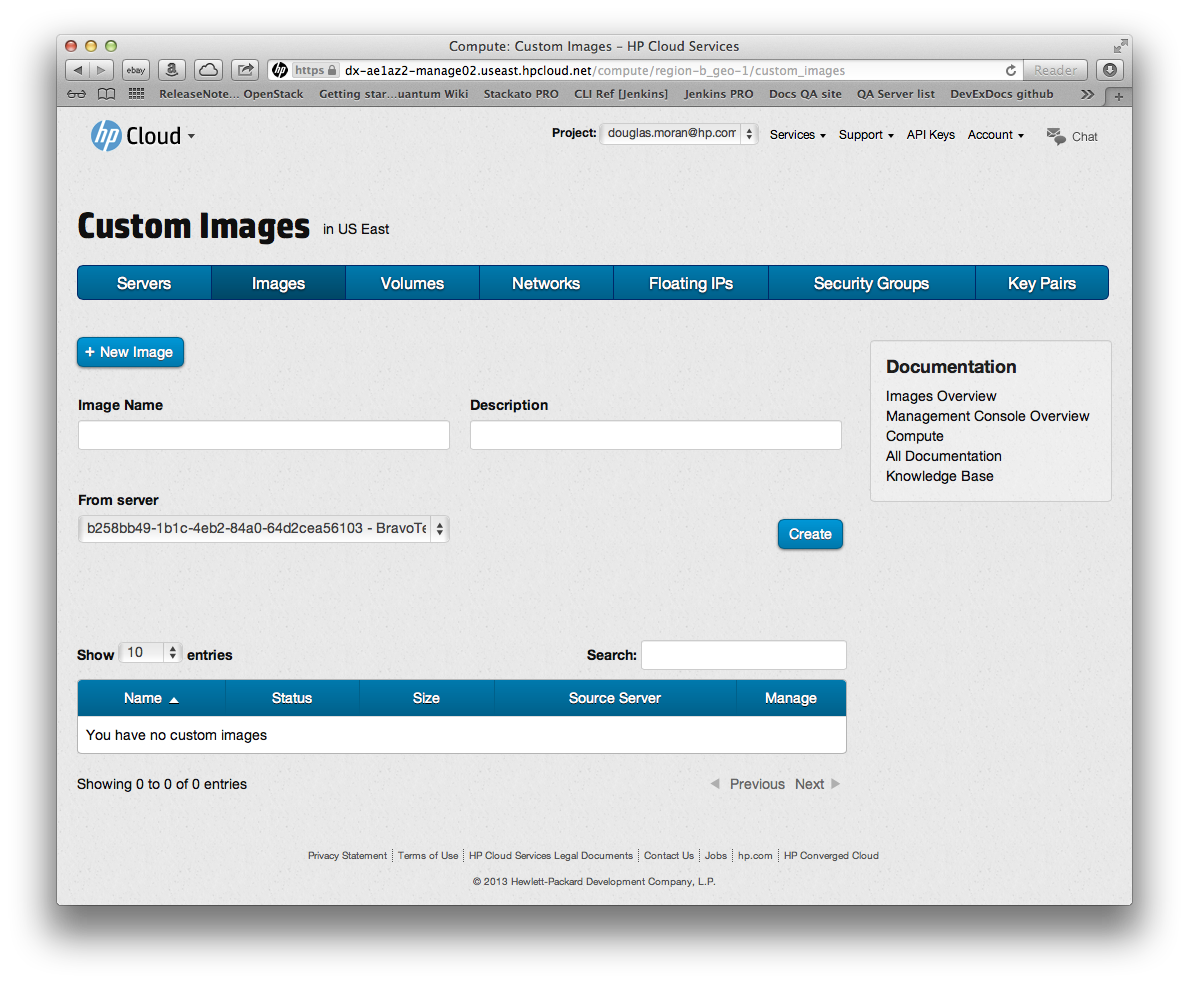 Compute: Custom Images – HP Cloud Services
ebay a hp https dx-ae1az2-manage02.useast.hpcloud.net/compute/region-b_geo-1/custom_images Reader
ReleaseNote... OpenStack Getting star...uantum Wiki Stackato PRO CLI Ref [Jenkins] Jenkins PRO Docs QA site QA Server list DevExDocs github >> +
hp Cloud Project: douglas.moran@hp.com Services Support API Keys Account Chat
Custom Images in US East
Servers Images Volumes Networks Floating IPs Security Groups Key Pairs
+ New Image
Image Name Description
From server
b258bb49-1b1c-4eb2-84a0-64d2cea56103 - BravoTe
Create
Documentation
Images Overview
Management Console Overview
Compute
All Documentation
Knowledge Base
Show 10 entries Search:
Name Status Size Source Server Manage
You have no custom images
Showing 0 to 0 of 0 entries Previous Next
Privacy Statement Terms of Use HP Cloud Services Legal Documents Contact Us Jobs hp.com HP Converged Cloud
© 2013 Hewlett-Packard Development Company, L.P.